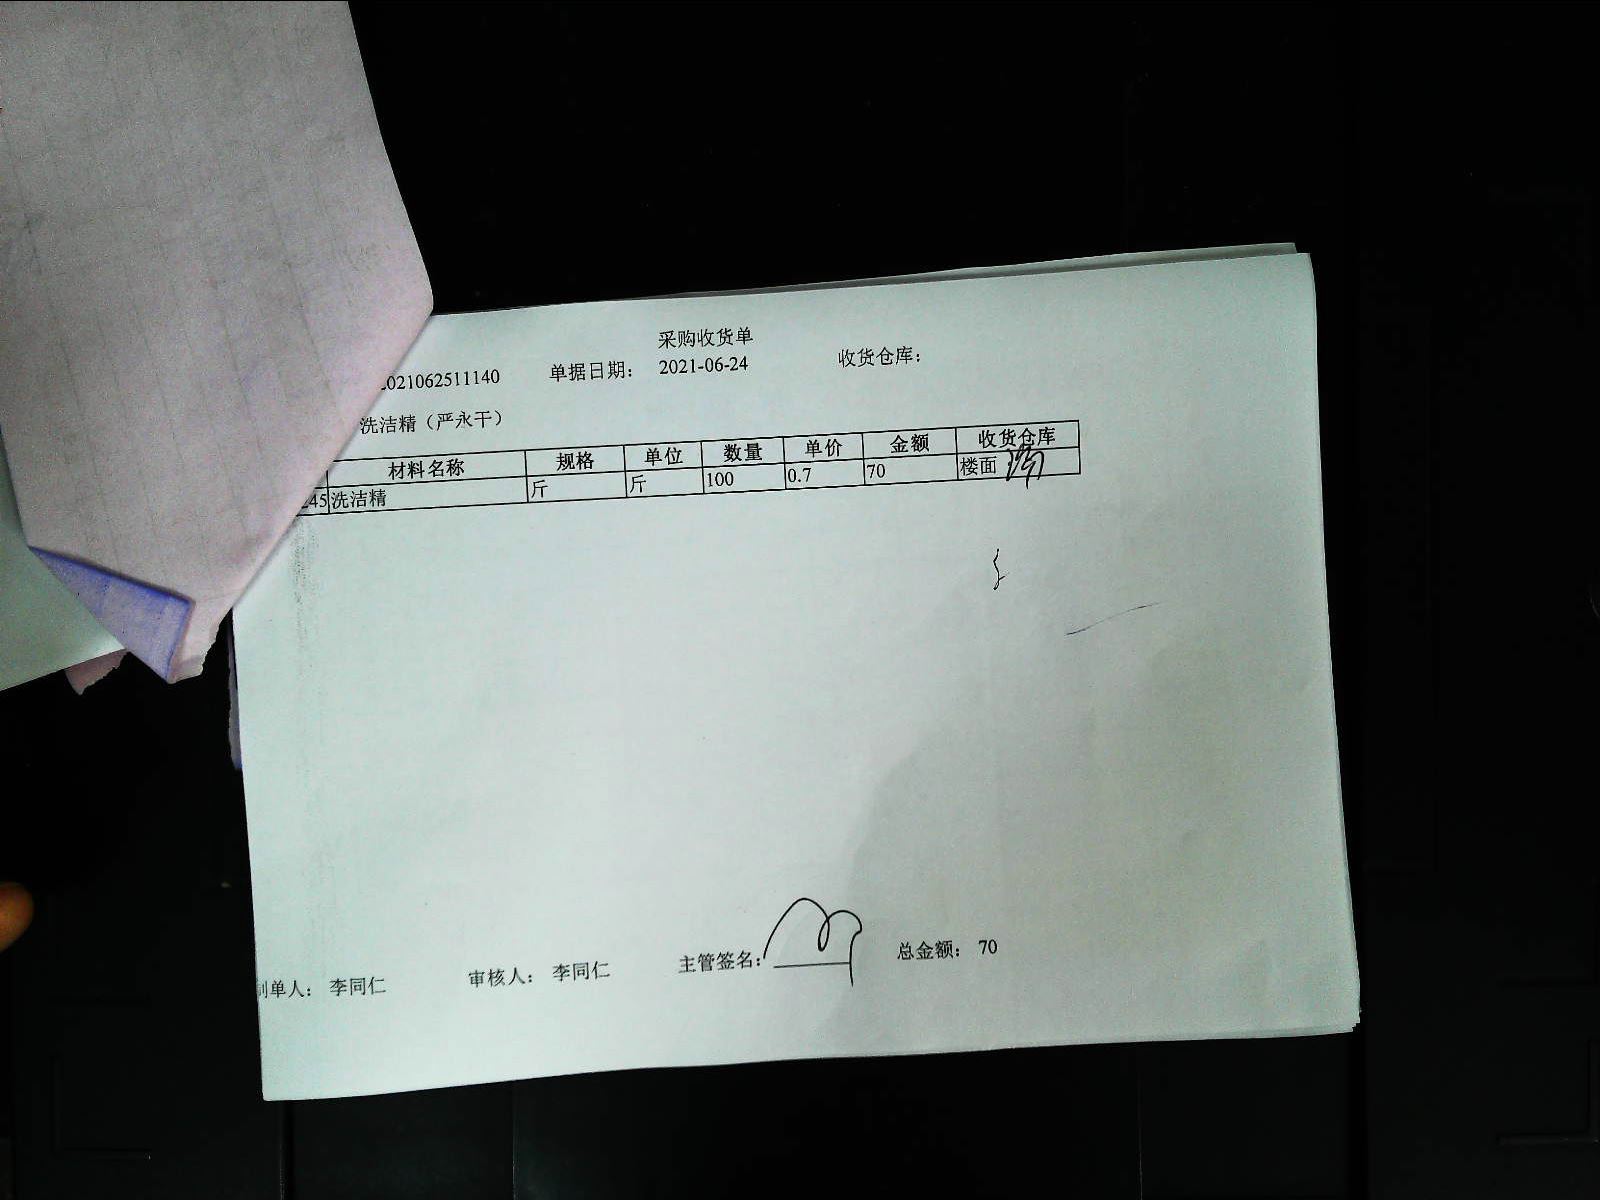 采购收货单
2021062511140 单据日期： 2021-06-24 收货仓库：
洗洁精（严永干）
材料名称 规格 单位 数量 单价 金额 收货仓库
245 洗洁精 斤 斤 100 0.7 70 楼面
制单人： 李同仁 审核人： 李同仁 主管签名： 总金额： 70